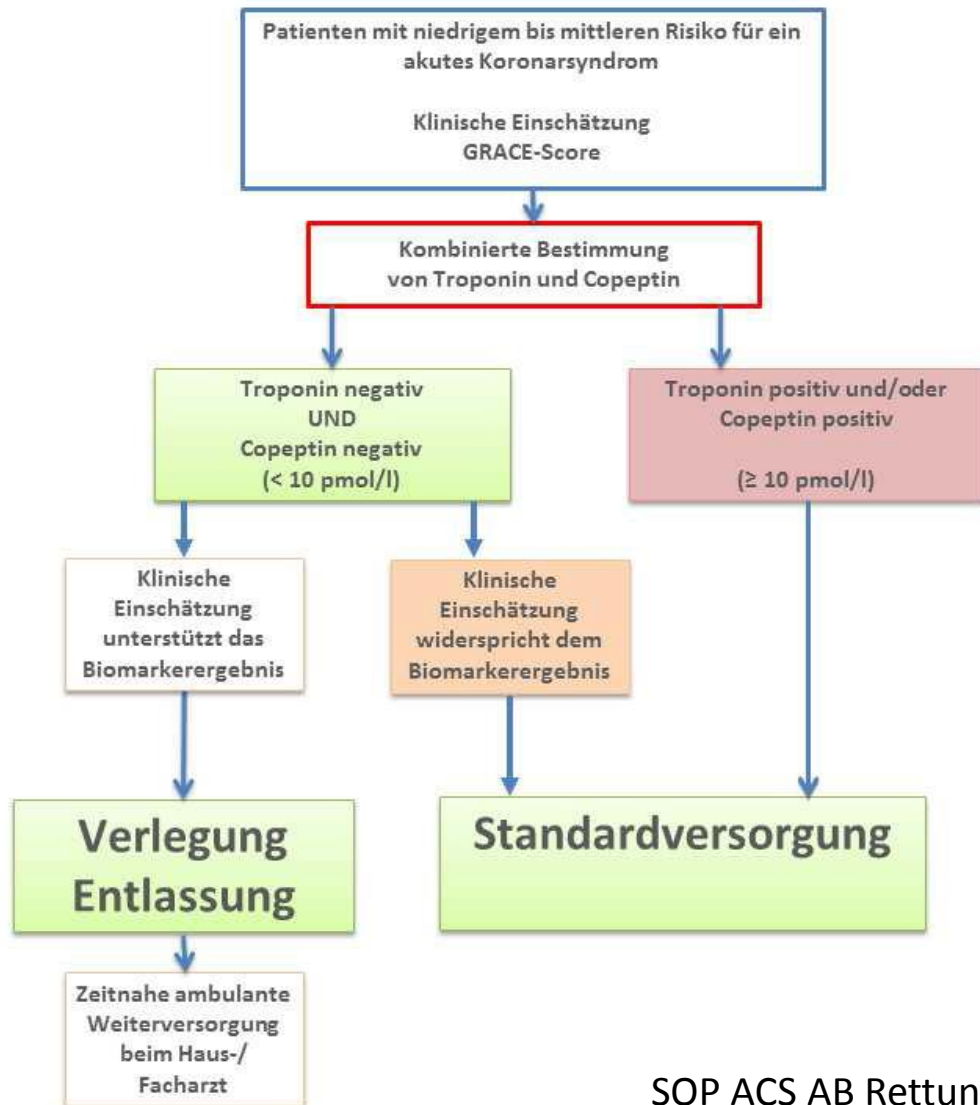 Patienten mit niedrigem bis mittleren Risiko für ein
akutes Koronarsyndrom
Klinische Einschätzung
GRACE-Score
Kombinierte Bestimmung
von Troponin und Copeptin
Troponin negativ
UND
Copeptin negativ
(< 10 pmol/l)
Troponin positiv und/oder
Copeptin positiv
(≥ 10 pmol/l)
Klinische
Einschätzung
unterstützt das
Biomarkerergebnis
Klinische
Einschätzung
widerspricht dem
Biomarkerergebnis
Verlegung
Entlassung
Standardversorgung
Zeitnahe ambulante
Weiterversorgung
beim Haus-/
Facharzt
SOP ACS AB